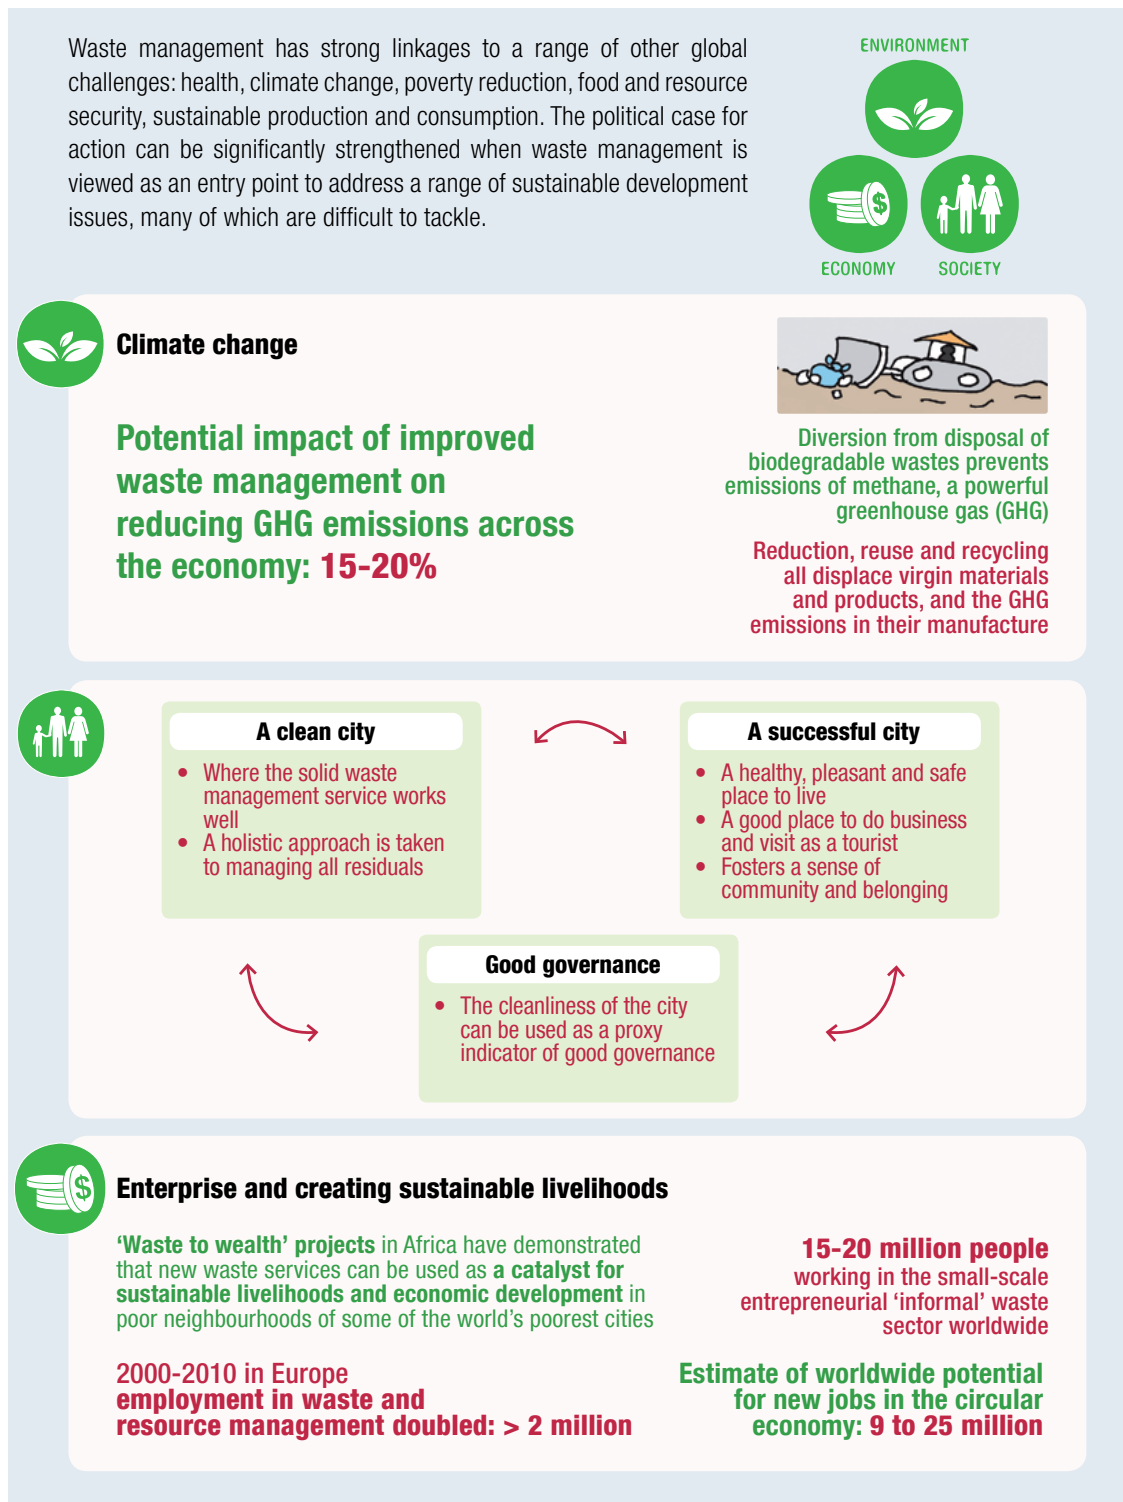 Waste management has strong linkages to a range of other global
challenges: health, climate change, poverty reduction, food and resource
security, sustainable production and consumption. The political case for
action can be significantly strengthened when waste management is
viewed as an entry point to address a range of sustainable development
issues, many of which are difficult to tackle.
ENVIRONMENT
$
ECONOMY
SOCIETY
Climate change
Potential impact of improved
waste management on
reducing GHG emissions across
the economy: 15-20%
Diversion from disposal of
biodegradable wastes prevents
emissions of methane, a powerful
greenhouse gas (GHG)
Reduction, reuse and recycling
all displace virgin materials
and products, and the GHG
emissions in their manufacture
A clean city
• Where the solid waste
management service works
well
• A holistic approach is taken
to managing all residuals
A successful city
• A healthy, pleasant and safe
place to live
• A good place to do business
and visit as a tourist
• Fosters a sense of
community and belonging
Good governance
• The cleanliness of the city
can be used as a proxy
indicator of good governance
$
Enterprise and creating sustainable livelihoods
‘Waste to wealth’ projects in Africa have demonstrated
that new waste services can be used as a catalyst for
sustainable livelihoods and economic development in
poor neighbourhoods of some of the world’s poorest cities
15-20 million people
working in the small-scale
entrepreneurial ‘informal’ waste
sector worldwide
2000-2010 in Europe
employment in waste and
resource management doubled: > 2 million
Estimate of worldwide potential
for new jobs in the circular
economy: 9 to 25 million